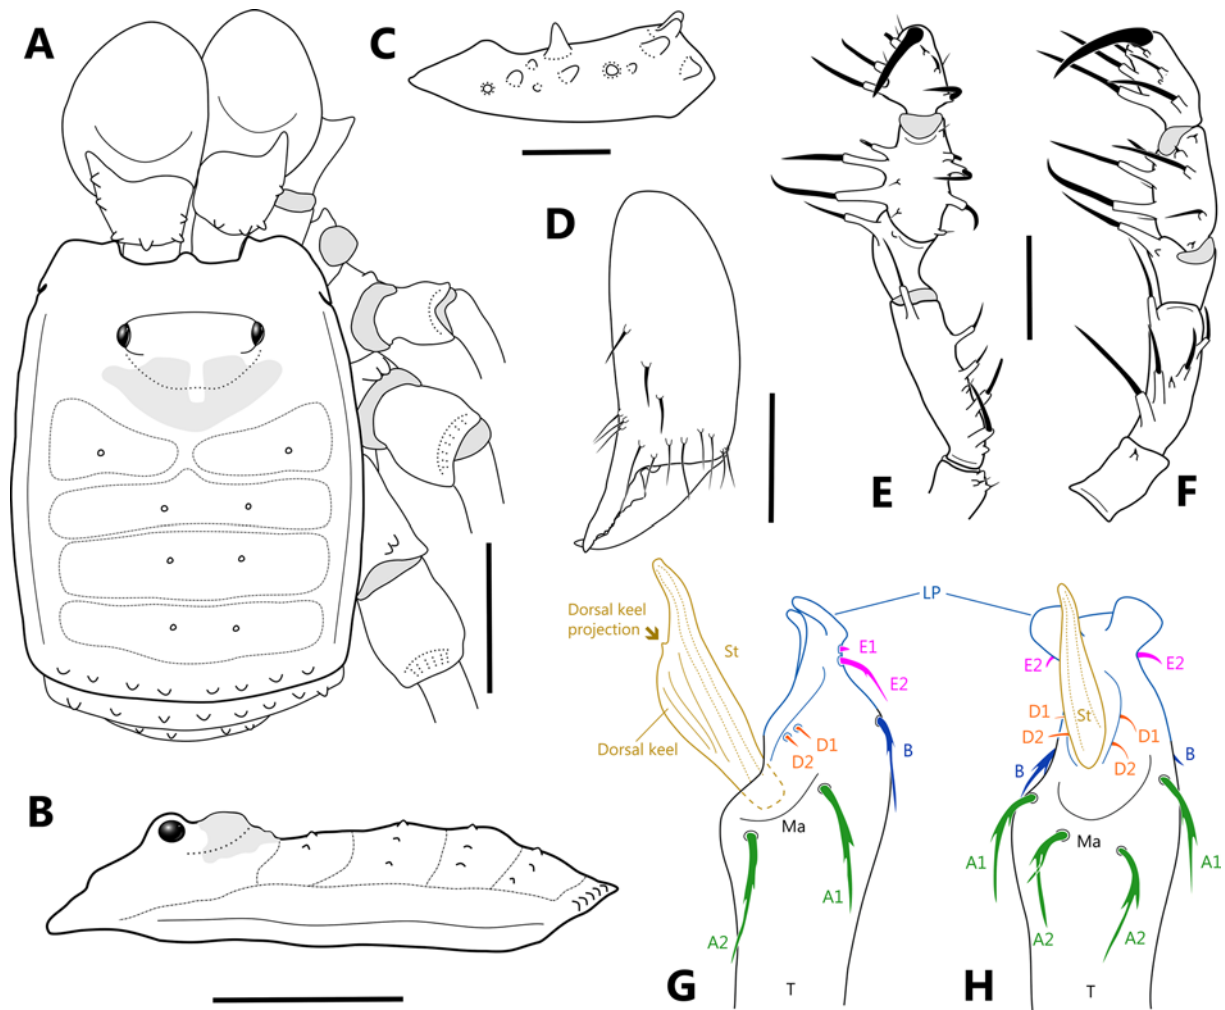 A
C
B
D
E
F
Dorsal keel
projection
St
Dorsal keel
LP
E1
E2
D1
D2
B
Ma
A1
A2
T
G
E2
E2
D1
D2
St
D1
D2
B
B
Ma
A1
A1
A2
A2
T
H